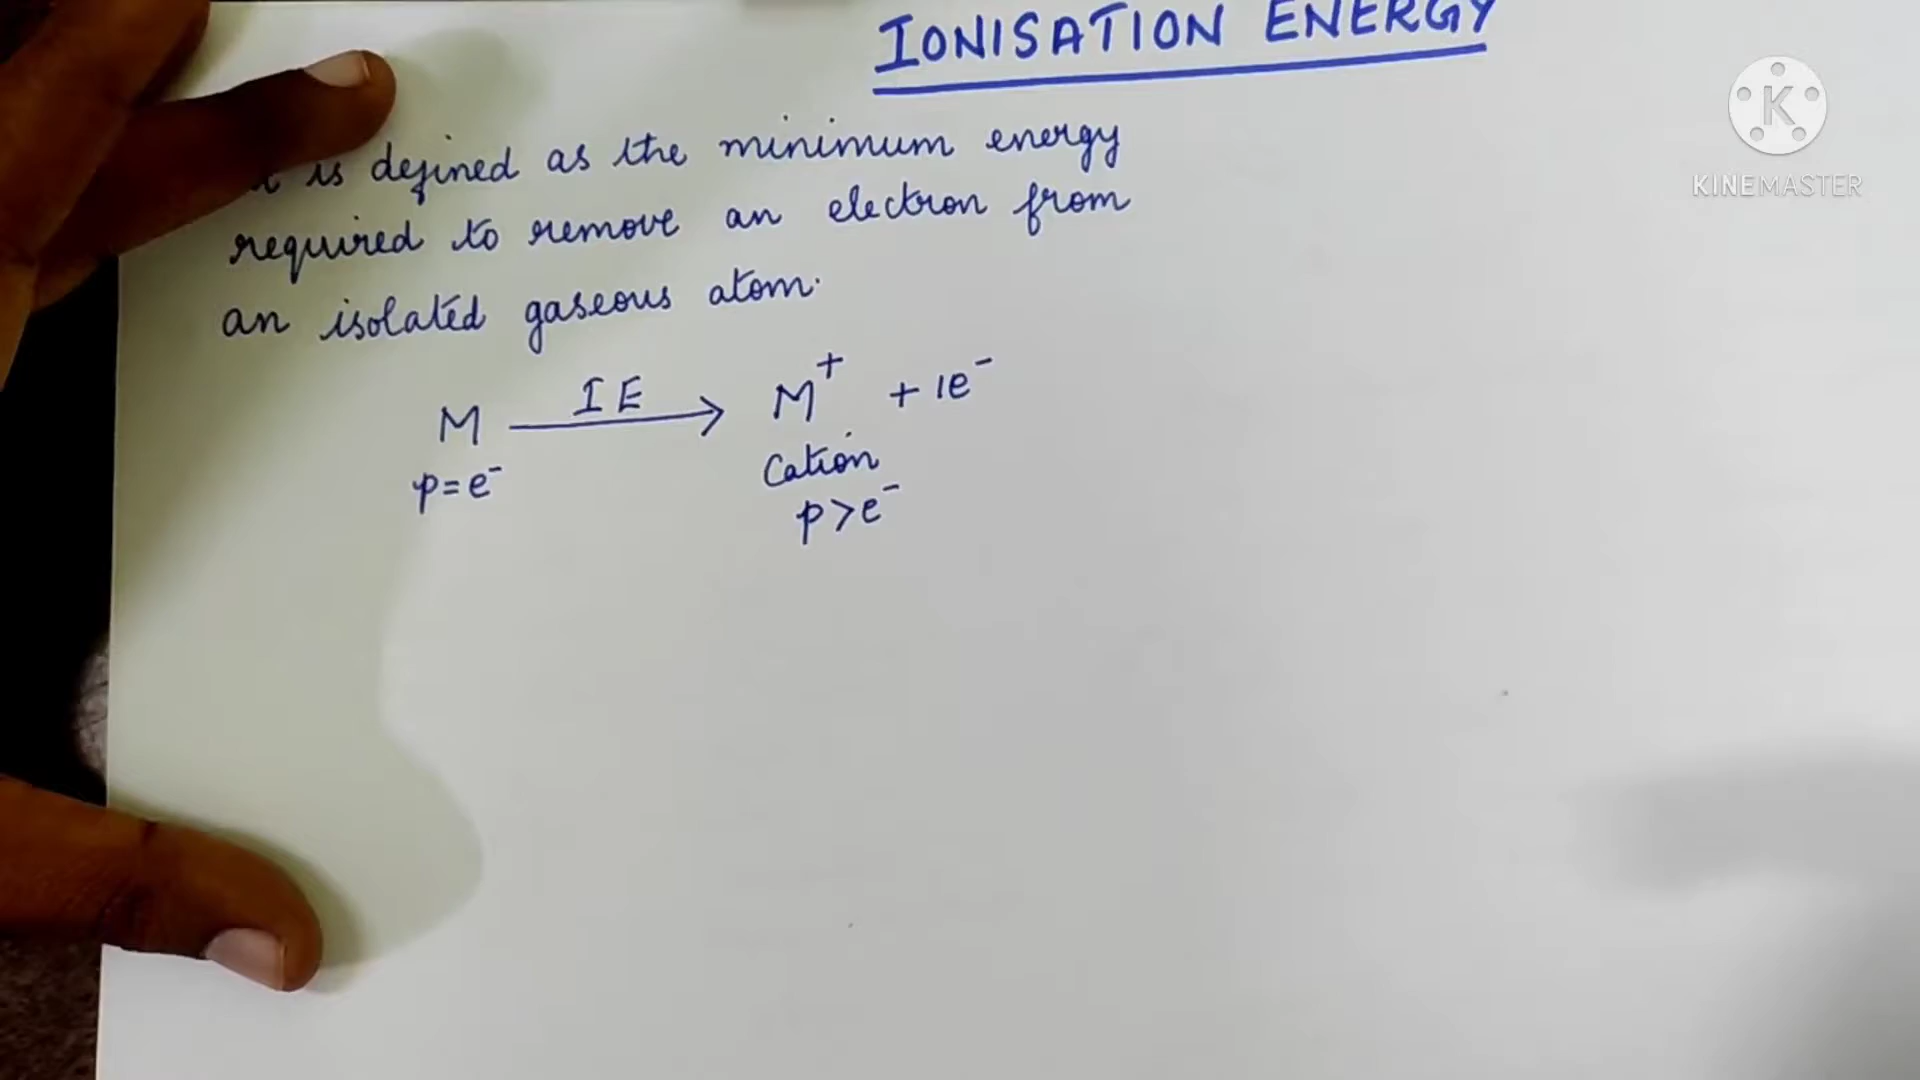 IONISATION ENERGY
K
KINEMASTER
is defined as the minimum energy
required to remove an electron from
an isolated gaseous atom.
M IE → M⁺ + 1e⁻
Cation
p=e⁻ p>e⁻